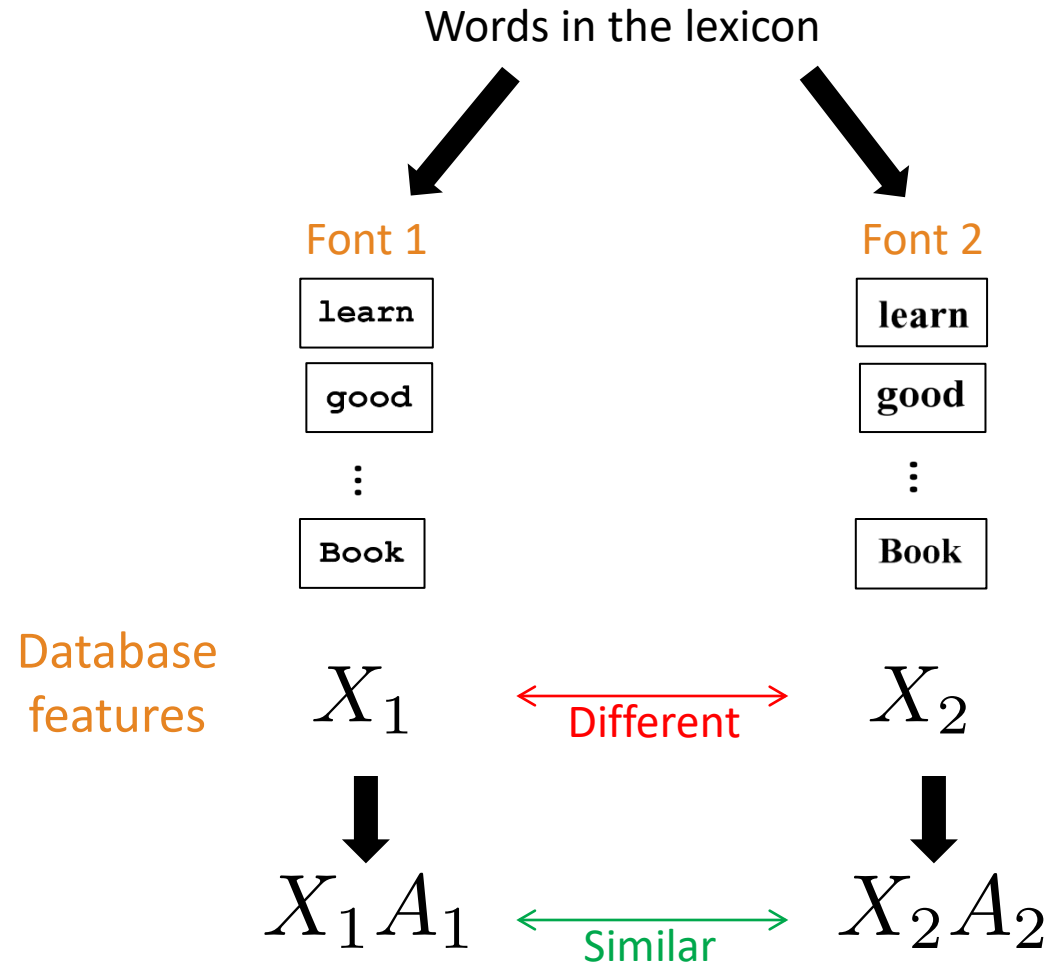 Words in the lexicon
Font 1 Font 2
learn learn
good good
⋮ ⋮
Book Book
Database
features
X₁ Different X₂
X₁A₁ Similar X₂A₂